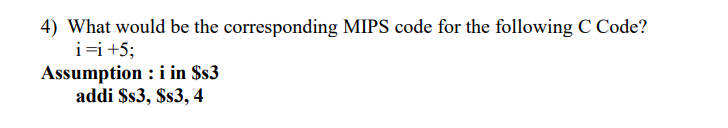 4) What would be the corresponding MIPS code for the following C Code?
i =i +5;
Assumption : i in $s3
addi $s3, $s3, 4